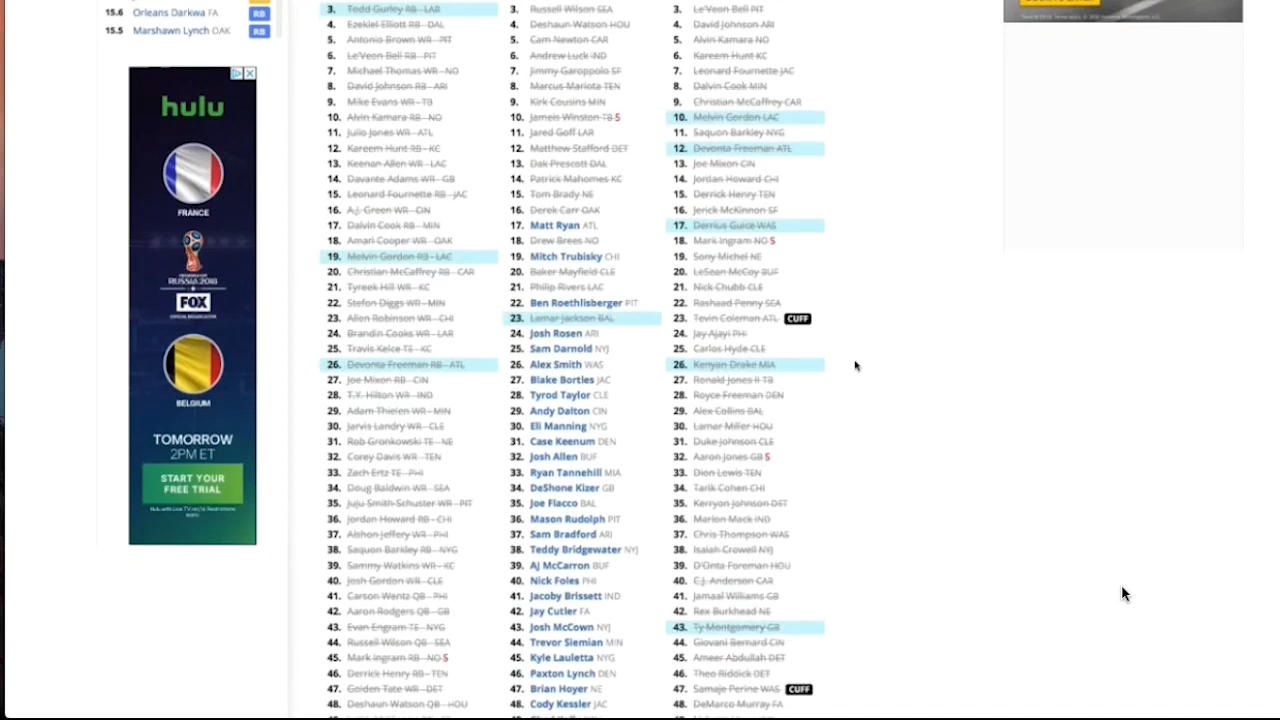 15.6 Orleans Darkwa FA RB
15.5 Marshawn Lynch OAK RB
hulu
FRANCE
FIFA WORLD CUP
RUSSIA 2018
FOX
BELGIUM
TOMORROW
2PM ET
START YOUR
FREE TRIAL
3. Todd Gurley RB - LAR
4. Ezekiel Elliott RB - DAL
5. Antonio Brown WR - PIT
6. Le'Veon Bell RB - PIT
7. Michael Thomas WR - NO
8. David Johnson RB - ARI
9. Mike Evans WR - TB
10. Alvin Kamara RB - NO
11. Julio Jones WR - ATL
12. Kareem Hunt RB - KC
13. Keenan Allen WR - LAC
14. Davante Adams WR - GB
15. Leonard Fournette RB - JAC
16. A.J. Green WR - CIN
17. Dalvin Cook RB - MIN
18. Amari Cooper WR - OAK
19. Melvin Gordon RB - LAC
20. Christian McCaffrey RB - CAR
21. Tyreek Hill WR - KC
22. Stefon Diggs WR - MIN
23. Allen Robinson WR - CHI
24. Brandin Cooks WR - LAR
25. Travis Kelce TE - KC
26. Devonta Freeman RB - ATL
27. Joe Mixon RB - CIN
28. T.Y. Hilton WR - IND
29. Adam Thielen WR - MIN
30. Jarvis Landry WR - CLE
31. Rob Gronkowski TE - NE
32. Corey Davis WR - TEN
33. Zach Ertz TE - PHI
34. Doug Baldwin WR - SEA
35. Juju Smith-Schuster WR - PIT
36. Jordan Howard RB - CHI
37. Alshon Jeffery WR - PHI
38. Saquon Barkley RB - NYG
39. Sammy Watkins WR - KC
40. Josh Gordon WR - CLE
41. Carson Wentz QB - PHI
42. Aaron Rodgers QB - GB
43. Evan Engram TE - NYG
44. Russell Wilson QB - SEA
45. Mark Ingram RB - NO S
46. Derrick Henry RB - TEN
47. Golden Tate WR - DET
48. Deshaun Watson QB - HOU
3. Russell Wilson SEA
4. Deshaun Watson HOU
5. Cam Newton CAR
6. Andrew Luck IND
7. Jimmy Garoppolo SF
8. Marcus Mariota TEN
9. Kirk Cousins MIN
10. Jameis Winston TB S
11. Jared Goff LAR
12. Matthew Stafford DET
13. Dak Prescott DAL
14. Patrick Mahomes KC
15. Tom Brady NE
16. Derek Carr OAK
17. Matt Ryan ATL
18. Drew Brees NO
19. Mitch Trubisky CHI
20. Baker Mayfield CLE
21. Philip Rivers LAC
22. Ben Roethlisberger PIT
23. Lamar Jackson BAL
24. Josh Rosen ARI
25. Sam Darnold NYJ
26. Alex Smith WAS
27. Blake Bortles JAC
28. Tyrod Taylor CLE
29. Andy Dalton CIN
30. Eli Manning NYG
31. Case Keenum DEN
32. Josh Allen BUF
33. Ryan Tannehill MIA
34. DeShone Kizer GB
35. Joe Flacco BAL
36. Mason Rudolph PIT
37. Sam Bradford ARI
38. Teddy Bridgewater NYJ
39. AJ McCarron BUF
40. Nick Foles PHI
41. Jacoby Brissett IND
42. Jay Cutler FA
43. Josh McCown NYJ
44. Trevor Siemian MIN
45. Kyle Lauletta NYG
46. Paxton Lynch DEN
47. Brian Hoyer NE
48. Cody Kessler JAC
3. Le'Veon Bell PIT
4. David Johnson ARI
5. Alvin Kamara NO
6. Kareem Hunt KC
7. Leonard Fournette JAC
8. Dalvin Cook MIN
9. Christian McCaffrey CAR
10. Melvin Gordon LAC
11. Saquon Barkley NYG
12. Devonta Freeman ATL
13. Joe Mixon CIN
14. Jordan Howard CHI
15. Derrick Henry TEN
16. Jerick McKinnon SF
17. Derrius Guice WAS
18. Mark Ingram NO S
19. Sony Michel NE
20. LeSean McCoy BUF
21. Nick Chubb CLE
22. Rashaad Penny SEA
23. Tevin Coleman ATL CUFF
24. Jay Ajayi PHI
25. Carlos Hyde CLE
26. Kenyan Drake MIA
27. Ronald Jones II TB
28. Royce Freeman DEN
29. Alex Collins BAL
30. Lamar Miller HOU
31. Duke Johnson CLE
32. Aaron Jones GB S
33. Dion Lewis TEN
34. Tarik Cohen CHI
35. Kerryon Johnson DET
36. Marlon Mack IND
37. Chris Thompson WAS
38. Isaiah Crowell NYJ
39. D'Onta Foreman HOU
40. C.J. Anderson CAR
41. Jamaal Williams GB
42. Rex Burkhead NE
43. Ty Montgomery GB
44. Giovani Bernard CIN
45. Ameer Abdullah DET
46. Theo Riddick DET
47. Samaje Perine WAS CUFF
48. DeMarco Murray FA